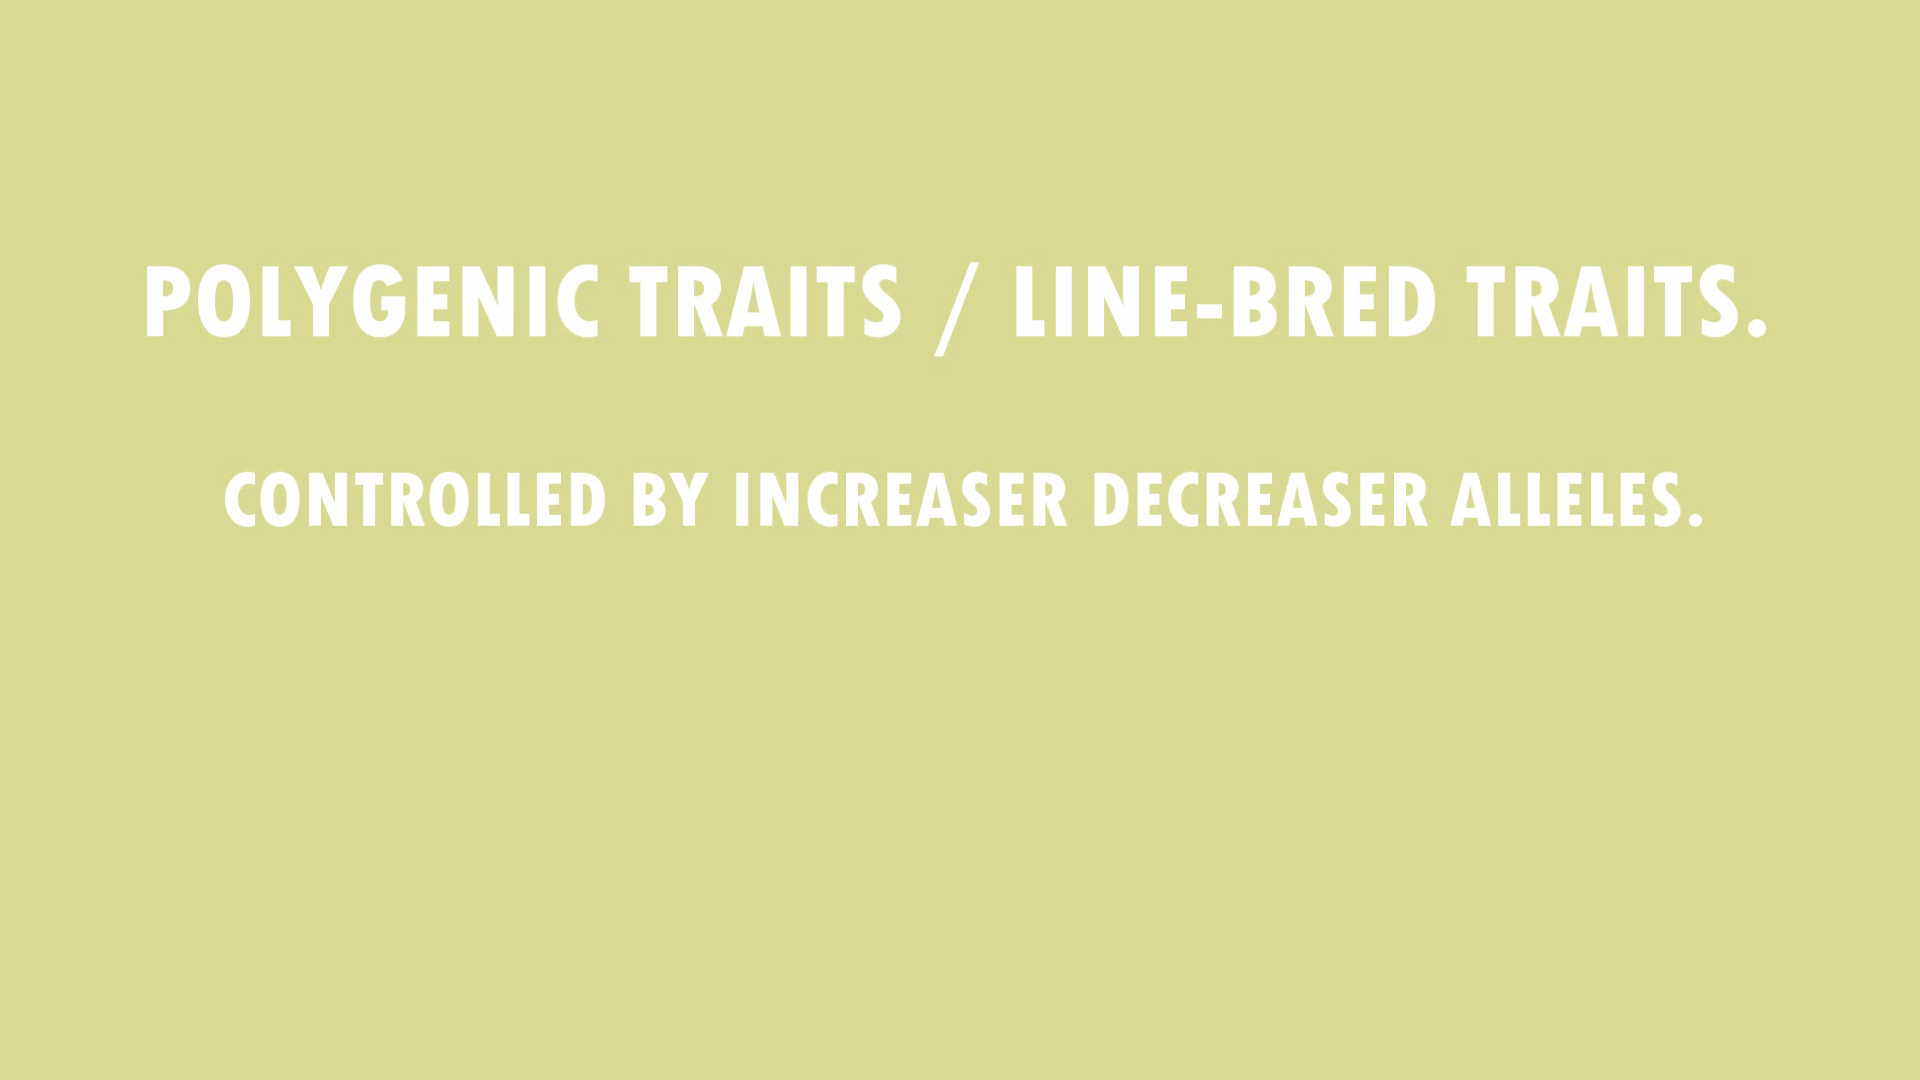 POLYGENIC TRAITS / LINE-BRED TRAITS.
CONTROLLED BY INCREASER DECREASER ALLELES.